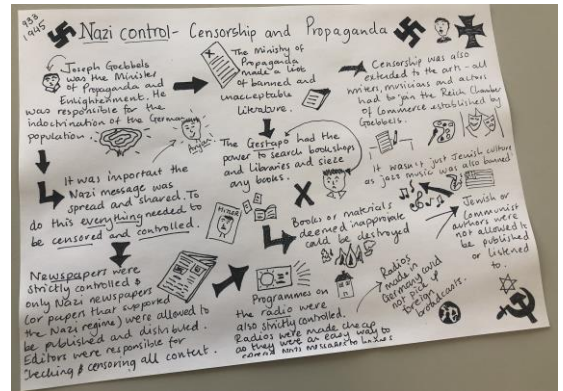 933
1945
Nazi control - Censorship and Propaganda
Joseph Goebbels
was the Minister
of Propaganda and
Enlightenment. He
was responsible for the
indoctrination of the German
population.
Aryan
The Ministry of
Propaganda
made a list
of banned and
unacceptable
literature.
Censorship was also
extended to the arts - all
writers, musicians and actors
had to join the Reich Chamber
of Commerce established by
Goebbels.
It was important the
Nazi message was
spread and shared. To
do this everything needed to
be censored and controlled.
The Gestapo had the
power to search bookshops
and libraries and sieze
any books.
It wasn't just Jewish culture
as jazz music was also banned
HITLER
Books or materials
deemed inappropriate
could be destroyed
Jewish or
Communist
authors were
not allowed to
be published
or listened
to.
Newspapers were
strictly controlled &
only Nazi newspapers
(or papers that supported
the Nazi regime) were allowed to
be published and distributed.
Editors were responsible for
checking & censoring all content.
Programmes on
the radio were
also strictly controlled.
Radios were made cheap
as they were an easy way to
messages to
Radios
made in
Germany could
not pick up
foreign
broadcasts.